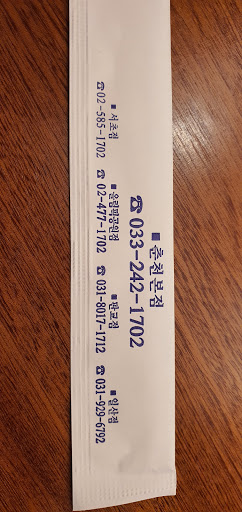 ■ 춘천본점
☎ 033-242-1702
■ 서초점
☎ 02-585-1702
■ 올림픽공원점
☎ 02-477-1702
■ 판교점
☎ 031-8017-1712
■ 일산점
☎ 031-929-6792